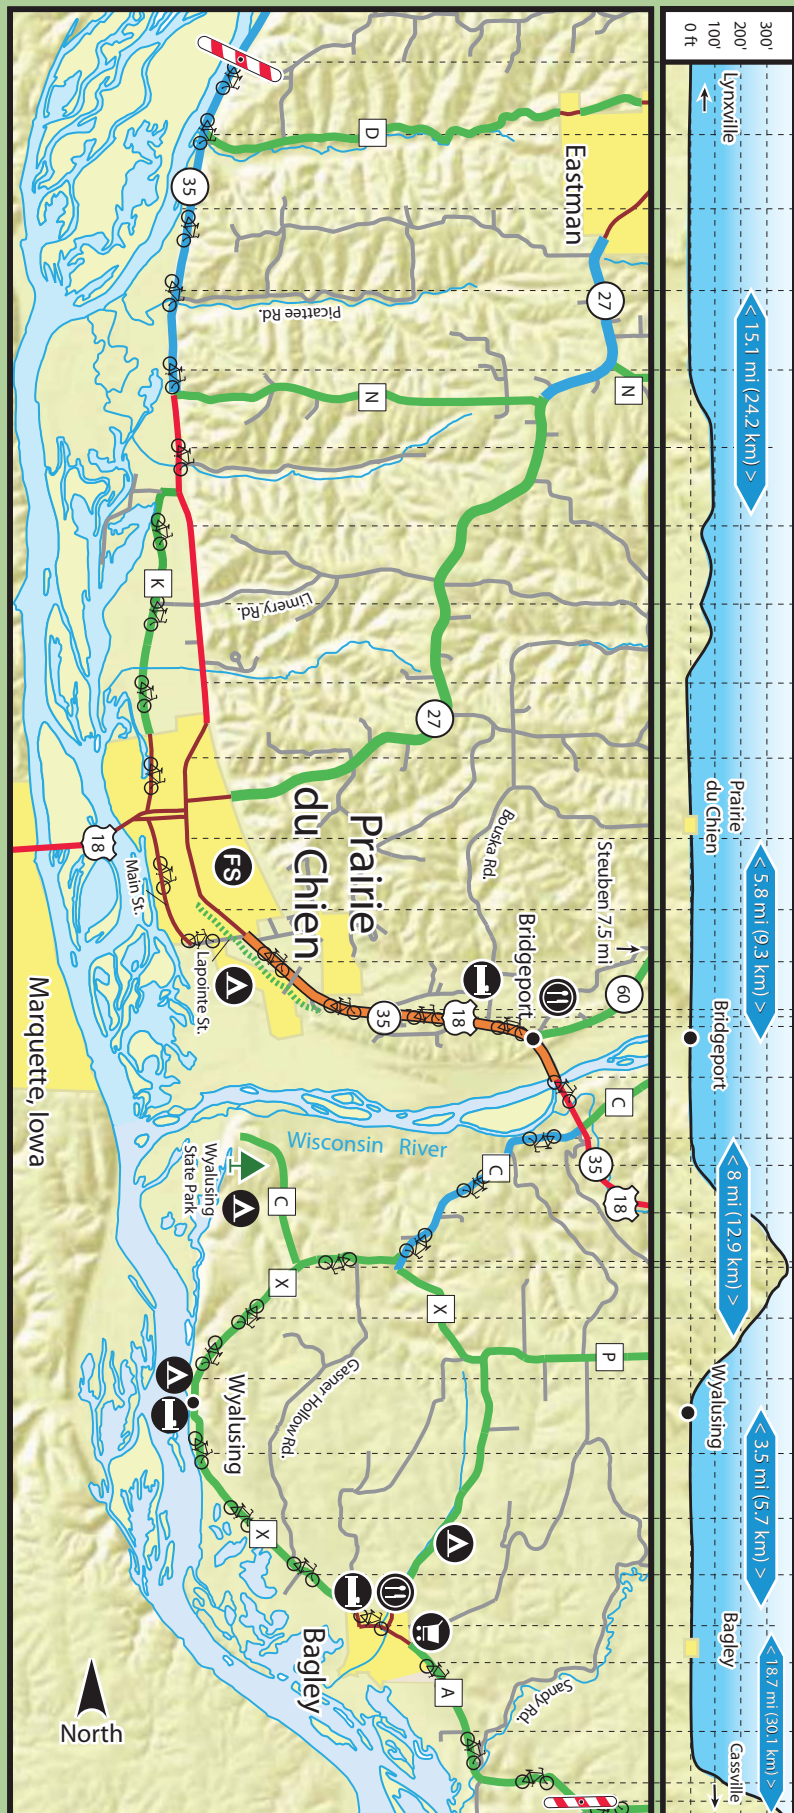 300'
200'
100'
0 ft
Lynxville
< 15.1 mi (24.2 km) >
Prairie
du Chien
< 5.8 mi (9.3 km) >
Bridgeport
< 8 mi (12.9 km) >
Wyalusing
< 3.5 mi (5.7 km) >
Bagley
< 18.7 mi (30.1 km) >
Cassville
D
Eastman
35
27
Picattee Rd.
N
N
K
Limery Rd.
27
Prairie
du Chien
Bouska Rd.
Steuben 7.5 mi
18
FS
Main St.
Lapointe St.
Bridgeport
60
35
18
Marquette, Iowa
Wisconsin River
C
C
35
18
Wyalusing
State Park
C
X
X
P
Gasner Hollow Rd.
Wyalusing
X
Bagley
A
Sandy Rd.
North